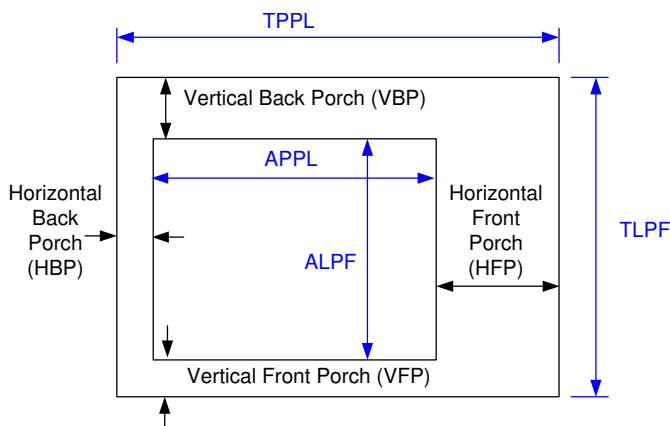 TPPL
Vertical Back Porch (VBP)
APPL
Horizontal
Back
Porch
(HBP)
Horizontal
Front
Porch
(HFP)
TLPF
ALPF
Vertical Front Porch (VFP)